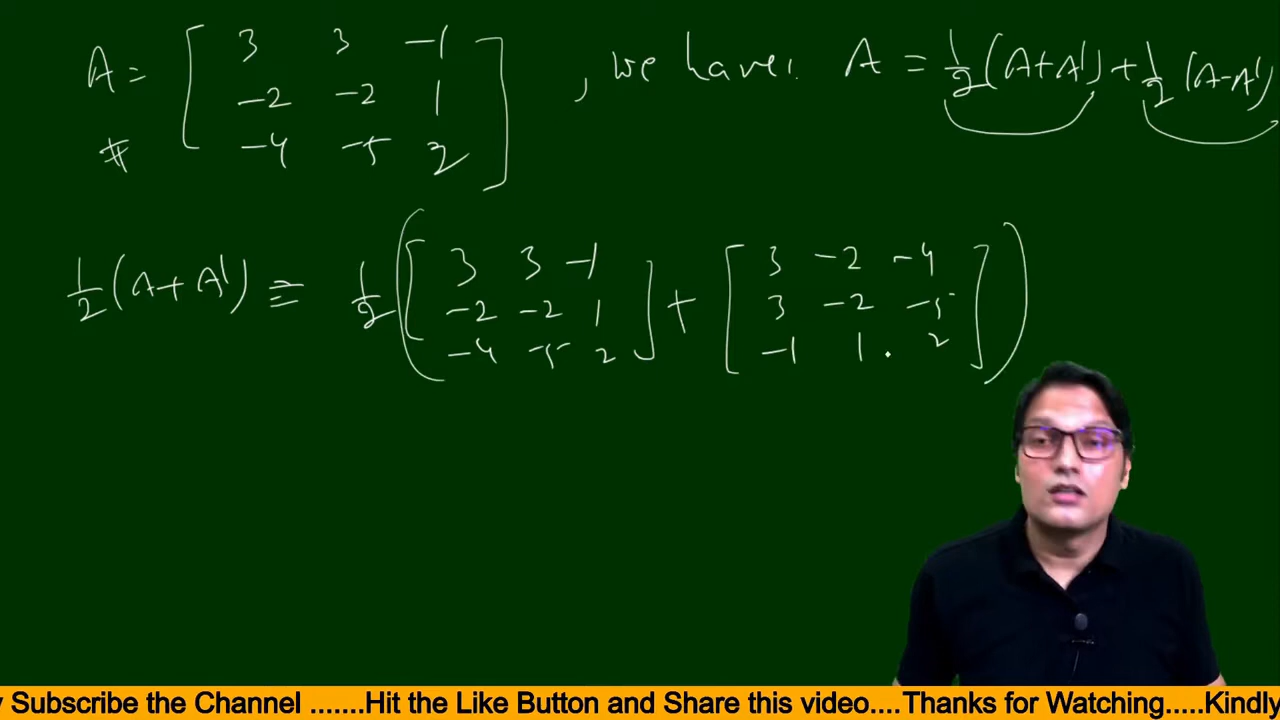 A = [ 3 3 -1
-2 -2 1
-4 -5 2 ] , we have: A = 1/2 (A+A') + 1/2 (A-A')
#
1/2 (A+A') = 1/2 ( [ 3 3 -1
-2 -2 1
-4 -5 2 ] + [ 3 -2 -4
3 -2 -5
-1 1 2 ] )
Subscribe the Channel .......Hit the Like Button and Share this video....Thanks for Watching.....Kindly